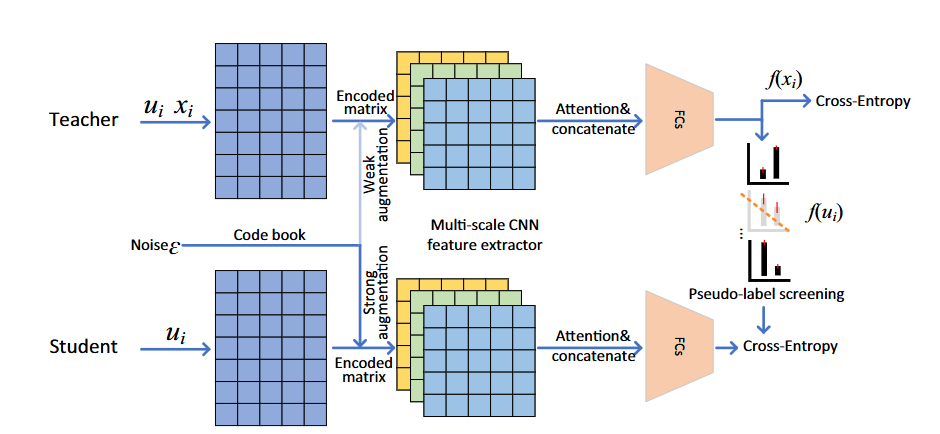 Teacher
u_i x_i
Encoded
matrix
Attention&
concatenate
FCs
f(x_i)
Cross-Entropy
Weak
augmentation
f(u_i)
...
Noise ε
Code book
Multi-scale CNN
feature extractor
Strong
augmentation
Pseudo-label screening
Student
u_i
Encoded
matrix
Attention&
concatenate
FCs
Cross-Entropy